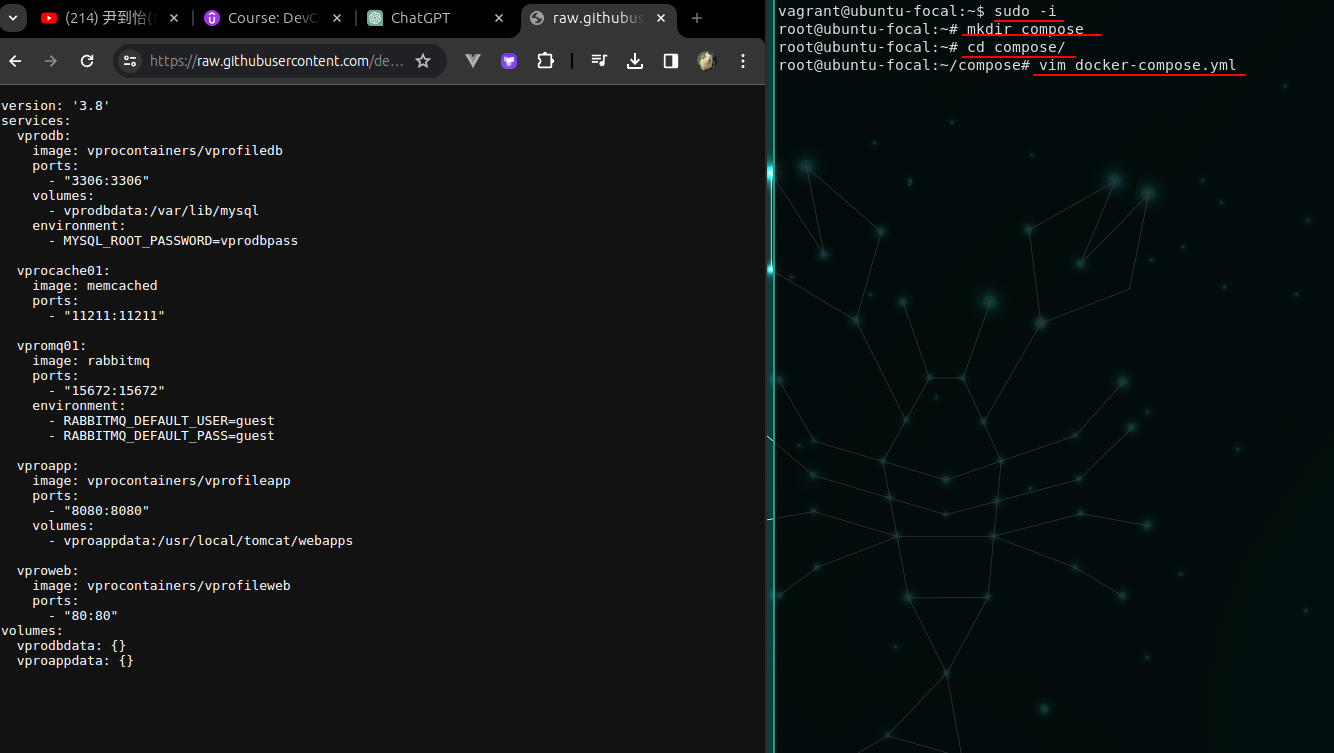 (214) 尹到怡
Course: DevO
ChatGPT
raw.githubus
https://raw.githubusercontent.com/de...
version: '3.8'
services:
  vprodb:
    image: vprocontainers/vprofiledb
    ports:
      - "3306:3306"
    volumes:
      - vprodbdata:/var/lib/mysql
    environment:
      - MYSQL_ROOT_PASSWORD=vprodbpass
  vprocache01:
    image: memcached
    ports:
      - "11211:11211"
  vpromq01:
    image: rabbitmq
    ports:
      - "15672:15672"
    environment:
      - RABBITMQ_DEFAULT_USER=guest
      - RABBITMQ_DEFAULT_PASS=guest
  vproapp:
    image: vprocontainers/vprofileapp
    ports:
      - "8080:8080"
    volumes:
      - vproappdata:/usr/local/tomcat/webapps
  vproweb:
    image: vprocontainers/vprofileweb
    ports:
      - "80:80"
volumes:
  vprodbdata: {}
  vproappdata: {}
vagrant@ubuntu-focal:~$ sudo -i
root@ubuntu-focal:~# mkdir compose
root@ubuntu-focal:~# cd compose/
root@ubuntu-focal:~/compose# vim docker-compose.yml